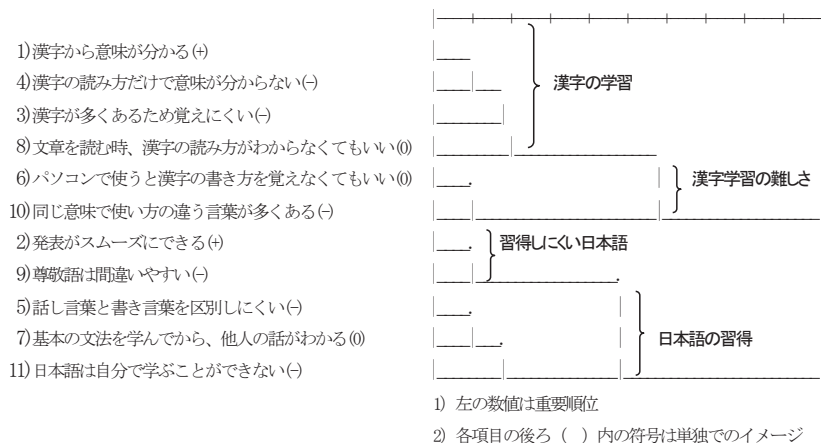 1)漢字から意味が分かる(+)
4)漢字の読み方だけで意味が分からない(-)
漢字の学習
3)漢字が多くあるため覚えにくい(-)
8)文章を読む時、漢字の読み方がわからなくてもいい(0)
6)パソコンで使うと漢字の書き方を覚えなくてもいい(0)
漢字学習の難しさ
10)同じ意味で使い方の違う言葉が多くある(-)
2)発表がスムーズにできる(+)
習得しにくい日本語
9)尊敬語は間違いやすい(-)
5)話し言葉と書き言葉を区別しにくい(-)
7)基本の文法を学んでから、他人の話がわかる(0)
日本語の習得
11)日本語は自分で学ぶことができない(-)
1) 左の数値は重要順位
2) 各項目の後ろ ( ) 内の符号は単独でのイメージ